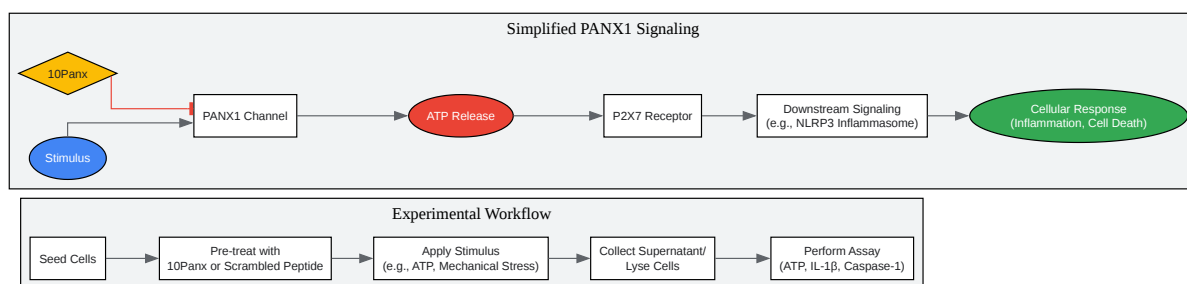 Simplified PANX1 Signaling
10Panx
PANX1 Channel
ATP Release
P2X7 Receptor
Downstream Signaling
(e.g., NLRP3 Inflammasome)
Cellular Response
(Inflammation, Cell Death)
Stimulus
Experimental Workflow
Seed Cells
Pre-treat with
10Panx or Scrambled Peptide
Apply Stimulus
(e.g., ATP, Mechanical Stress)
Collect Supernatant/
Lyse Cells
Perform Assay
(ATP, IL-1β, Caspase-1)